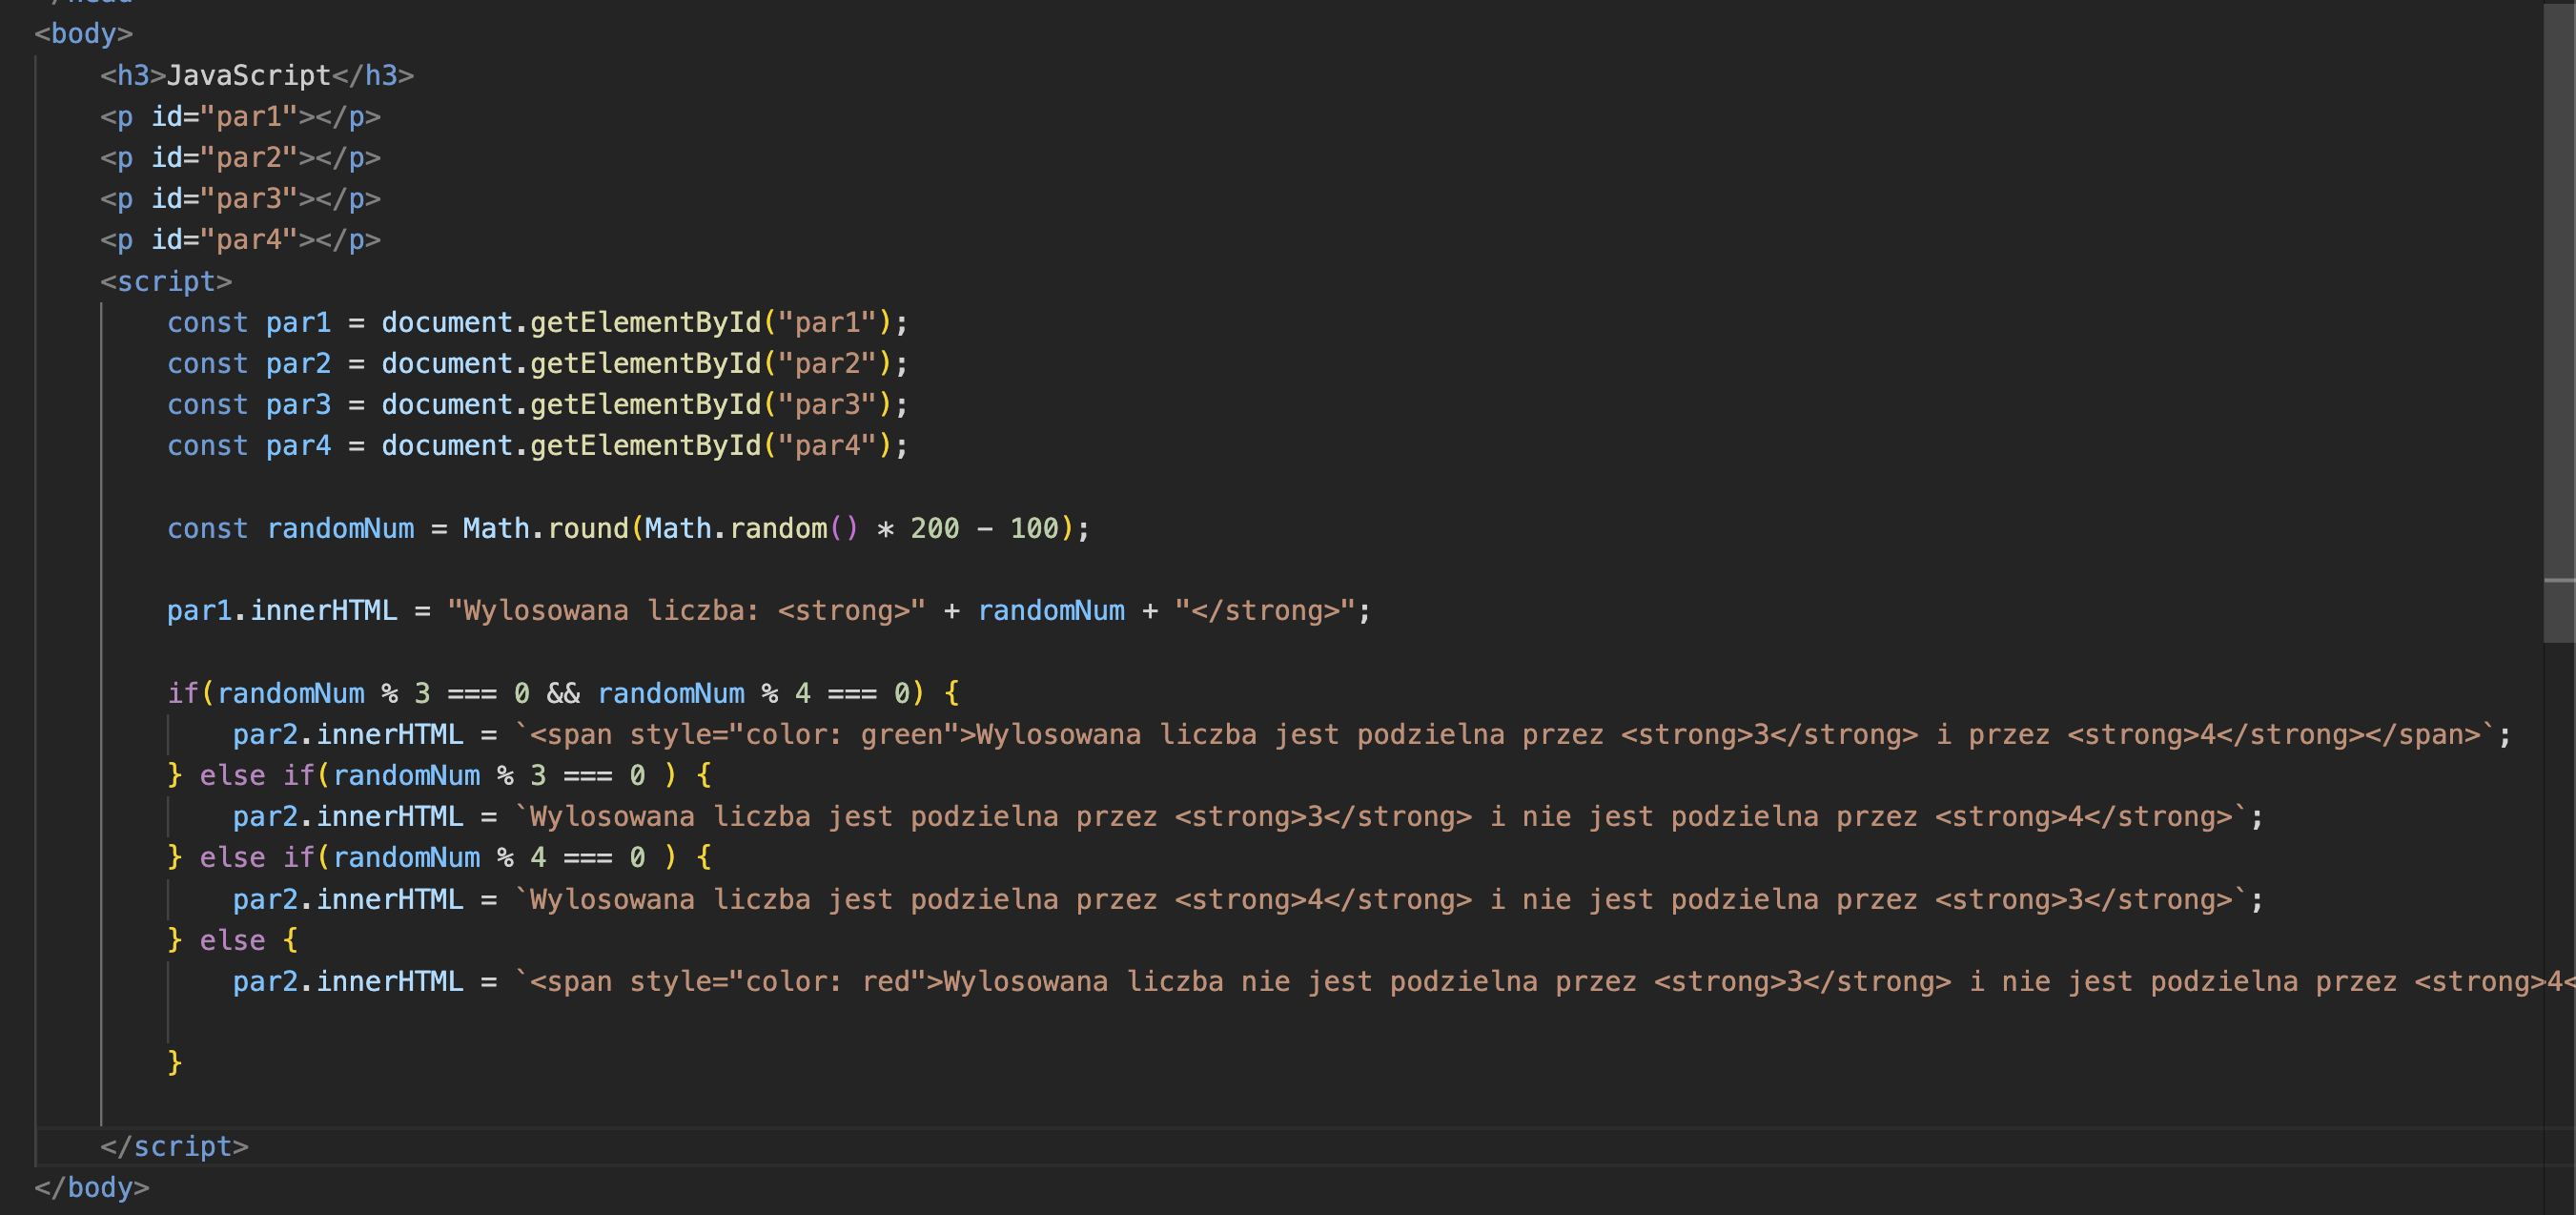 <body>
<h3>JavaScript</h3>
<p id="par1"></p>
<p id="par2"></p>
<p id="par3"></p>
<p id="par4"></p>
<script>
const par1 = document.getElementById("par1");
const par2 = document.getElementById("par2");
const par3 = document.getElementById("par3");
const par4 = document.getElementById("par4");
const randomNum = Math.round(Math.random() * 200 - 100);
par1.innerHTML = "Wylosowana liczba: <strong>" + randomNum + "</strong>";
if(randomNum % 3 === 0 && randomNum % 4 === 0) {
par2.innerHTML = `<span style="color: green">Wylosowana liczba jest podzielna przez <strong>3</strong> i przez <strong>4</strong></span>`;
} else if(randomNum % 3 === 0 ) {
par2.innerHTML = `Wylosowana liczba jest podzielna przez <strong>3</strong> i nie jest podzielna przez <strong>4</strong>`;
} else if(randomNum % 4 === 0 ) {
par2.innerHTML = `Wylosowana liczba jest podzielna przez <strong>4</strong> i nie jest podzielna przez <strong>3</strong>`;
} else {
par2.innerHTML = `<span style="color: red">Wylosowana liczba nie jest podzielna przez <strong>3</strong> i nie jest podzielna przez <strong>4<
}
</script>
</body>